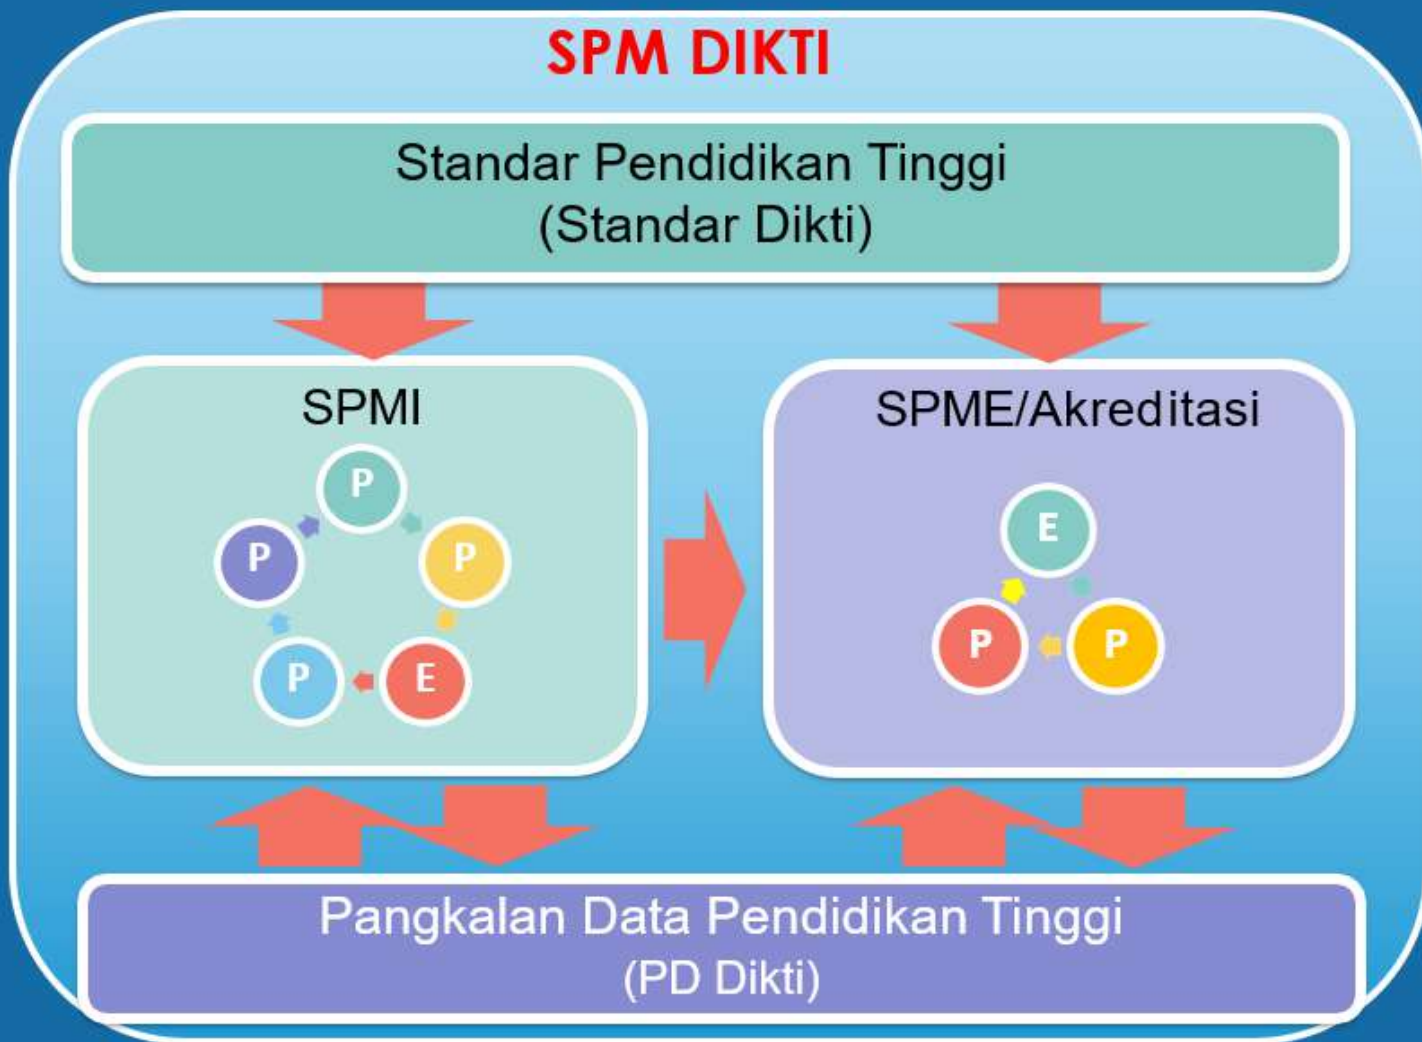 SPM DIKTI
Standar Pendidikan Tinggi
(Standar Dikti)
SPMI
P
P
P
P
E
SPME/Akreditasi
E
P
P
Pangkalan Data Pendidikan Tinggi
(PD Dikti)